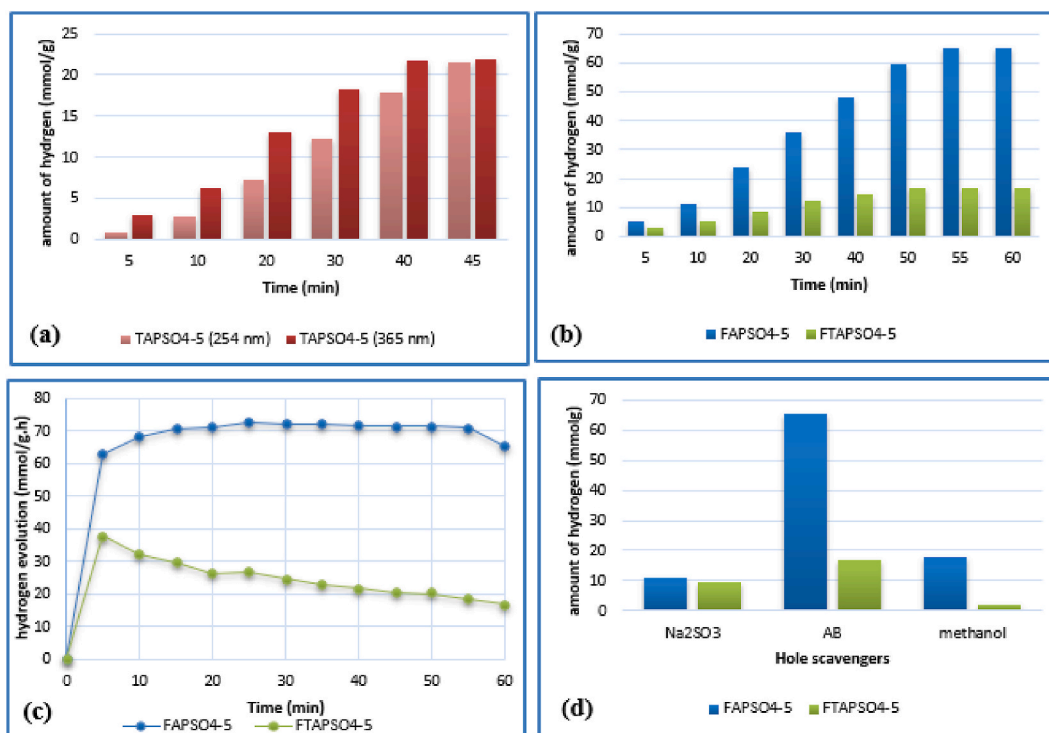 amount of hydrgen (mmol/g)
25
20
15
10
5
0
5 10 20 30 40 45
Time (min)
(a)
TAPSO4-5 (254 nm) TAPSO4-5 (365 nm)
amount of hydrogen (mmol/g)
70
60
50
40
30
20
10
0
5 10 20 30 40 50 55 60
Time (min)
(b)
FAPSO4-5 FTAPSO4-5
hydrogen evolution (mmol/g.h)
80
70
60
50
40
30
20
10
0
0 10 20 30 40 50 60
Time (min)
(c)
FAPSO4-5 FTAPSO4-5
amount of hydrogen (mmolg)
70
60
50
40
30
20
10
0
Na2SO3 AB methanol
Hole scavengers
(d)
FAPSO4-5 FTAPSO4-5